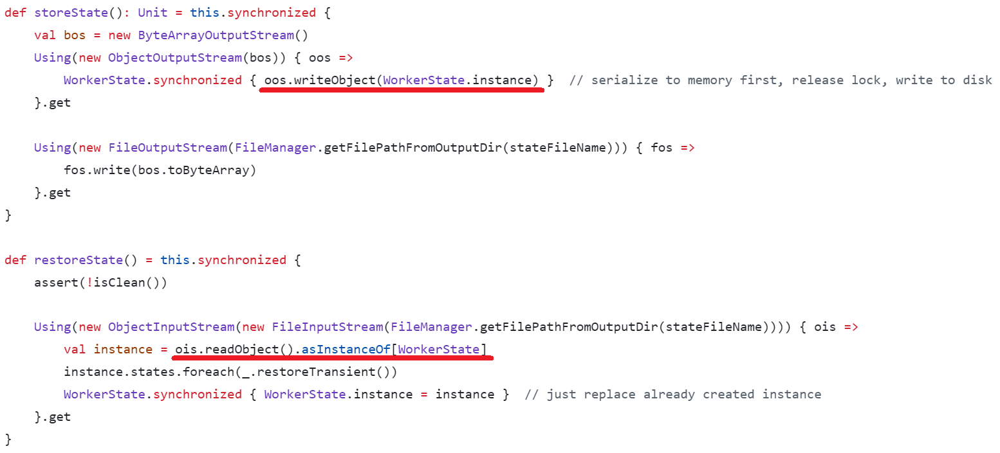 def storeState(): Unit = this.synchronized {
    val bos = new ByteArrayOutputStream()
    Using(new ObjectOutputStream(bos)) { oos =>
        WorkerState.synchronized { oos.writeObject(WorkerState.instance) }  // serialize to memory first, release lock, write to disk
    }.get

    Using(new FileOutputStream(FileManager.getFilePathFromOutputDir(stateFileName))) { fos =>
        fos.write(bos.toByteArray)
    }.get
}

def restoreState() = this.synchronized {
    assert(!isClean())

    Using(new ObjectInputStream(new FileInputStream(FileManager.getFilePathFromOutputDir(stateFileName)))) { ois =>
        val instance = ois.readObject().asInstanceOf[WorkerState]
        instance.states.foreach(_.restoreTransient())
        WorkerState.synchronized { WorkerState.instance = instance }  // just replace already created instance
    }.get
}